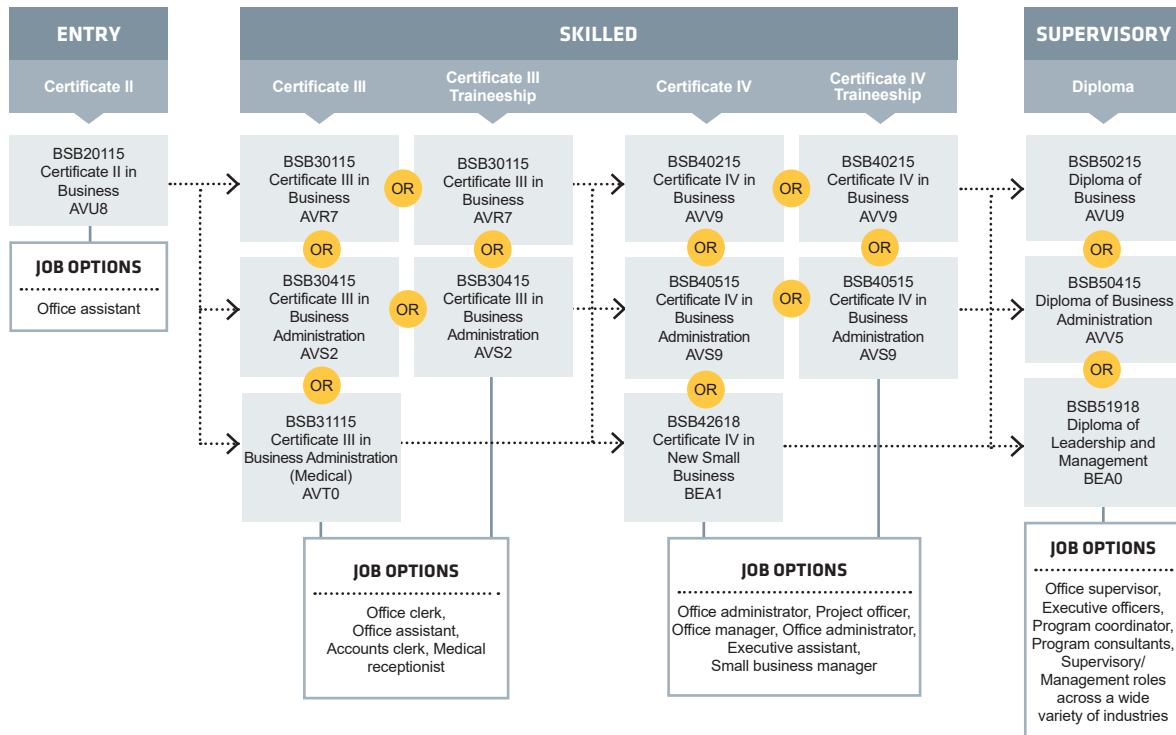 ENTRY
SKILLED
SUPERVISORY
Certificate II
Certificate III
Certificate III
Traineeship
Certificate IV
Certificate IV
Traineeship
Diploma
BSB20115
Certificate II in
Business
AVU8
JOB OPTIONS
Office assistant
BSB30115
Certificate III in
Business
AVR7
OR
BSB30115
Certificate III in
Business
AVR7
OR
OR
BSB30415
Certificate III in
Business
Administration
AVS2
OR
BSB30415
Certificate III in
Business
Administration
AVS2
OR
BSB31115
Certificate III in
Business Administration
(Medical)
AVT0
JOB OPTIONS
Office clerk,
Office assistant,
Accounts clerk, Medical
receptionist
BSB40215
Certificate IV in
Business
AVV9
OR
BSB40215
Certificate IV in
Business
AVV9
OR
OR
BSB40515
Certificate IV in
Business
Administration
AVS9
OR
BSB40515
Certificate IV in
Business
Administration
AVS9
OR
BSB42618
Certificate IV in
New Small
Business
BEA1
JOB OPTIONS
Office administrator, Project officer,
Office manager, Office administrator,
Executive assistant,
Small business manager
BSB50215
Diploma of
Business
AVU9
OR
BSB50415
Diploma of Business
Administration
AVV5
OR
BSB51918
Diploma of
Leadership and
Management
BEA0
JOB OPTIONS
Office supervisor,
Executive officers,
Program coordinator,
Program consultants,
Supervisory/
Management roles
across a wide
variety of industries